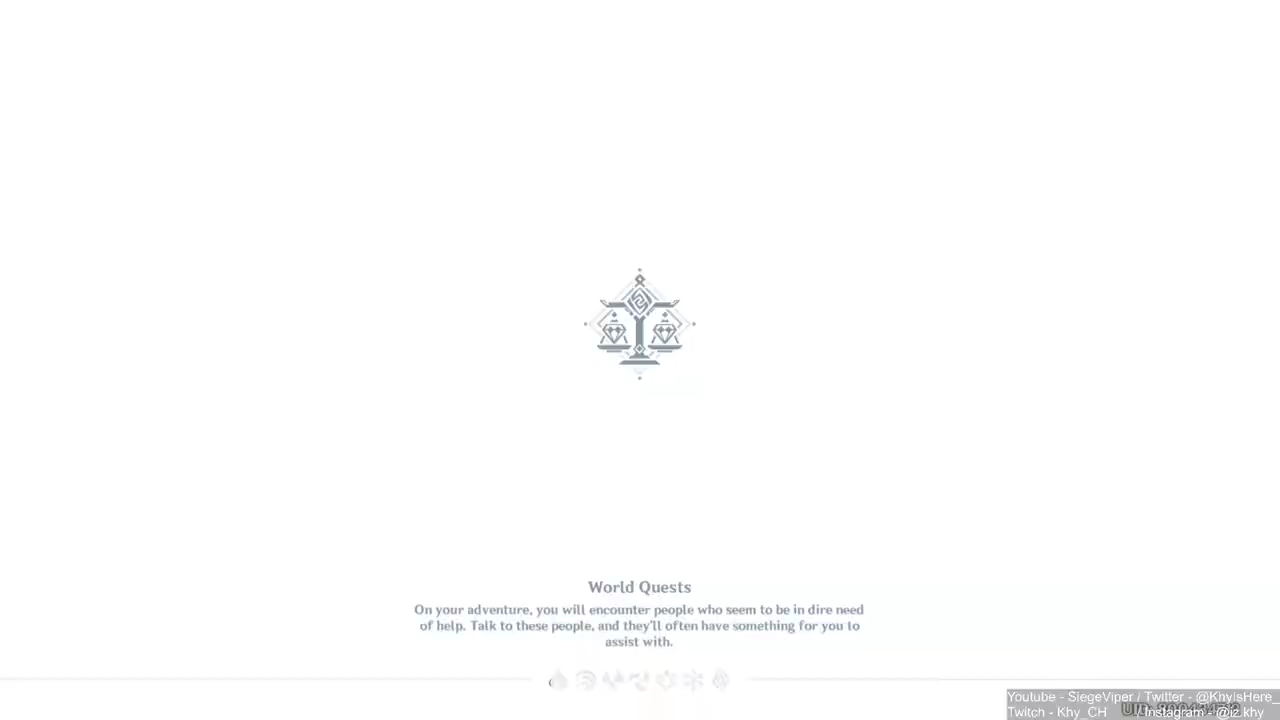 World Quests
On your adventure, you will encounter people who seem to be in dire need
of help. Talk to these people, and they'll often have something for you to
assist with.
Youtube - SiegeViper / Twitter - @KhyIsHere_
Twitch - Khy_CH / Instagram - @iz.khy
UID: